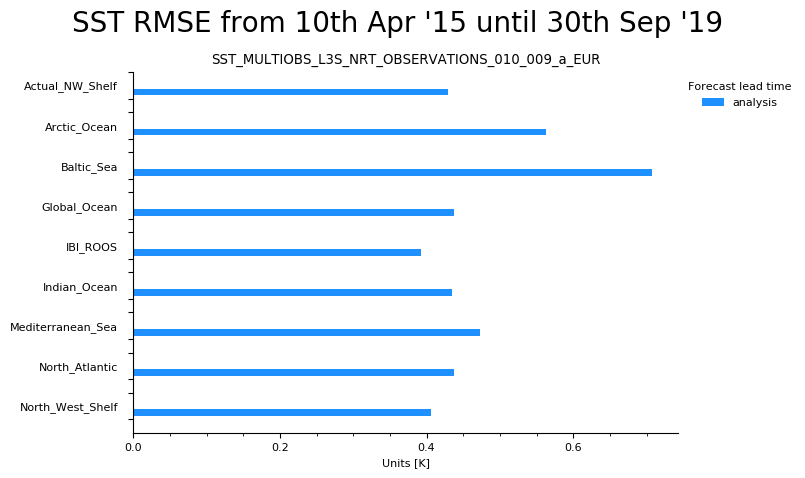 SST RMSE from 10th Apr '15 until 30th Sep '19
SST_MULTIOBS_L3S_NRT_OBSERVATIONS_010_009_a_EUR
Forecast lead time
analysis
Actual_NW_Shelf
Arctic_Ocean
Baltic_Sea
Global_Ocean
IBI_ROOS
Indian_Ocean
Mediterranean_Sea
North_Atlantic
North_West_Shelf
0.0 0.2 0.4 0.6
Units [K]